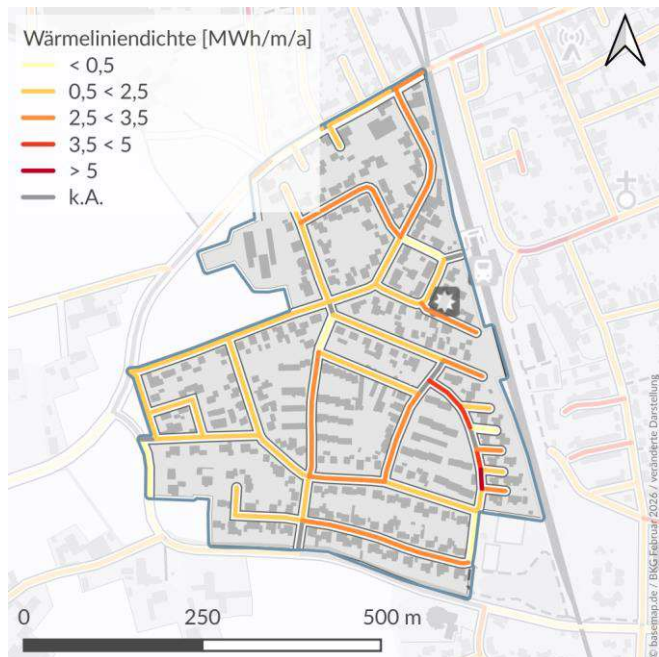 Wärmeliniendichte [MWh/m/a]
< 0,5
0,5 < 2,5
2,5 < 3,5
3,5 < 5
> 5
k.A.
0 250 500 m
© basemap.de / BKG Februar 2026 / veränderte Darstellung